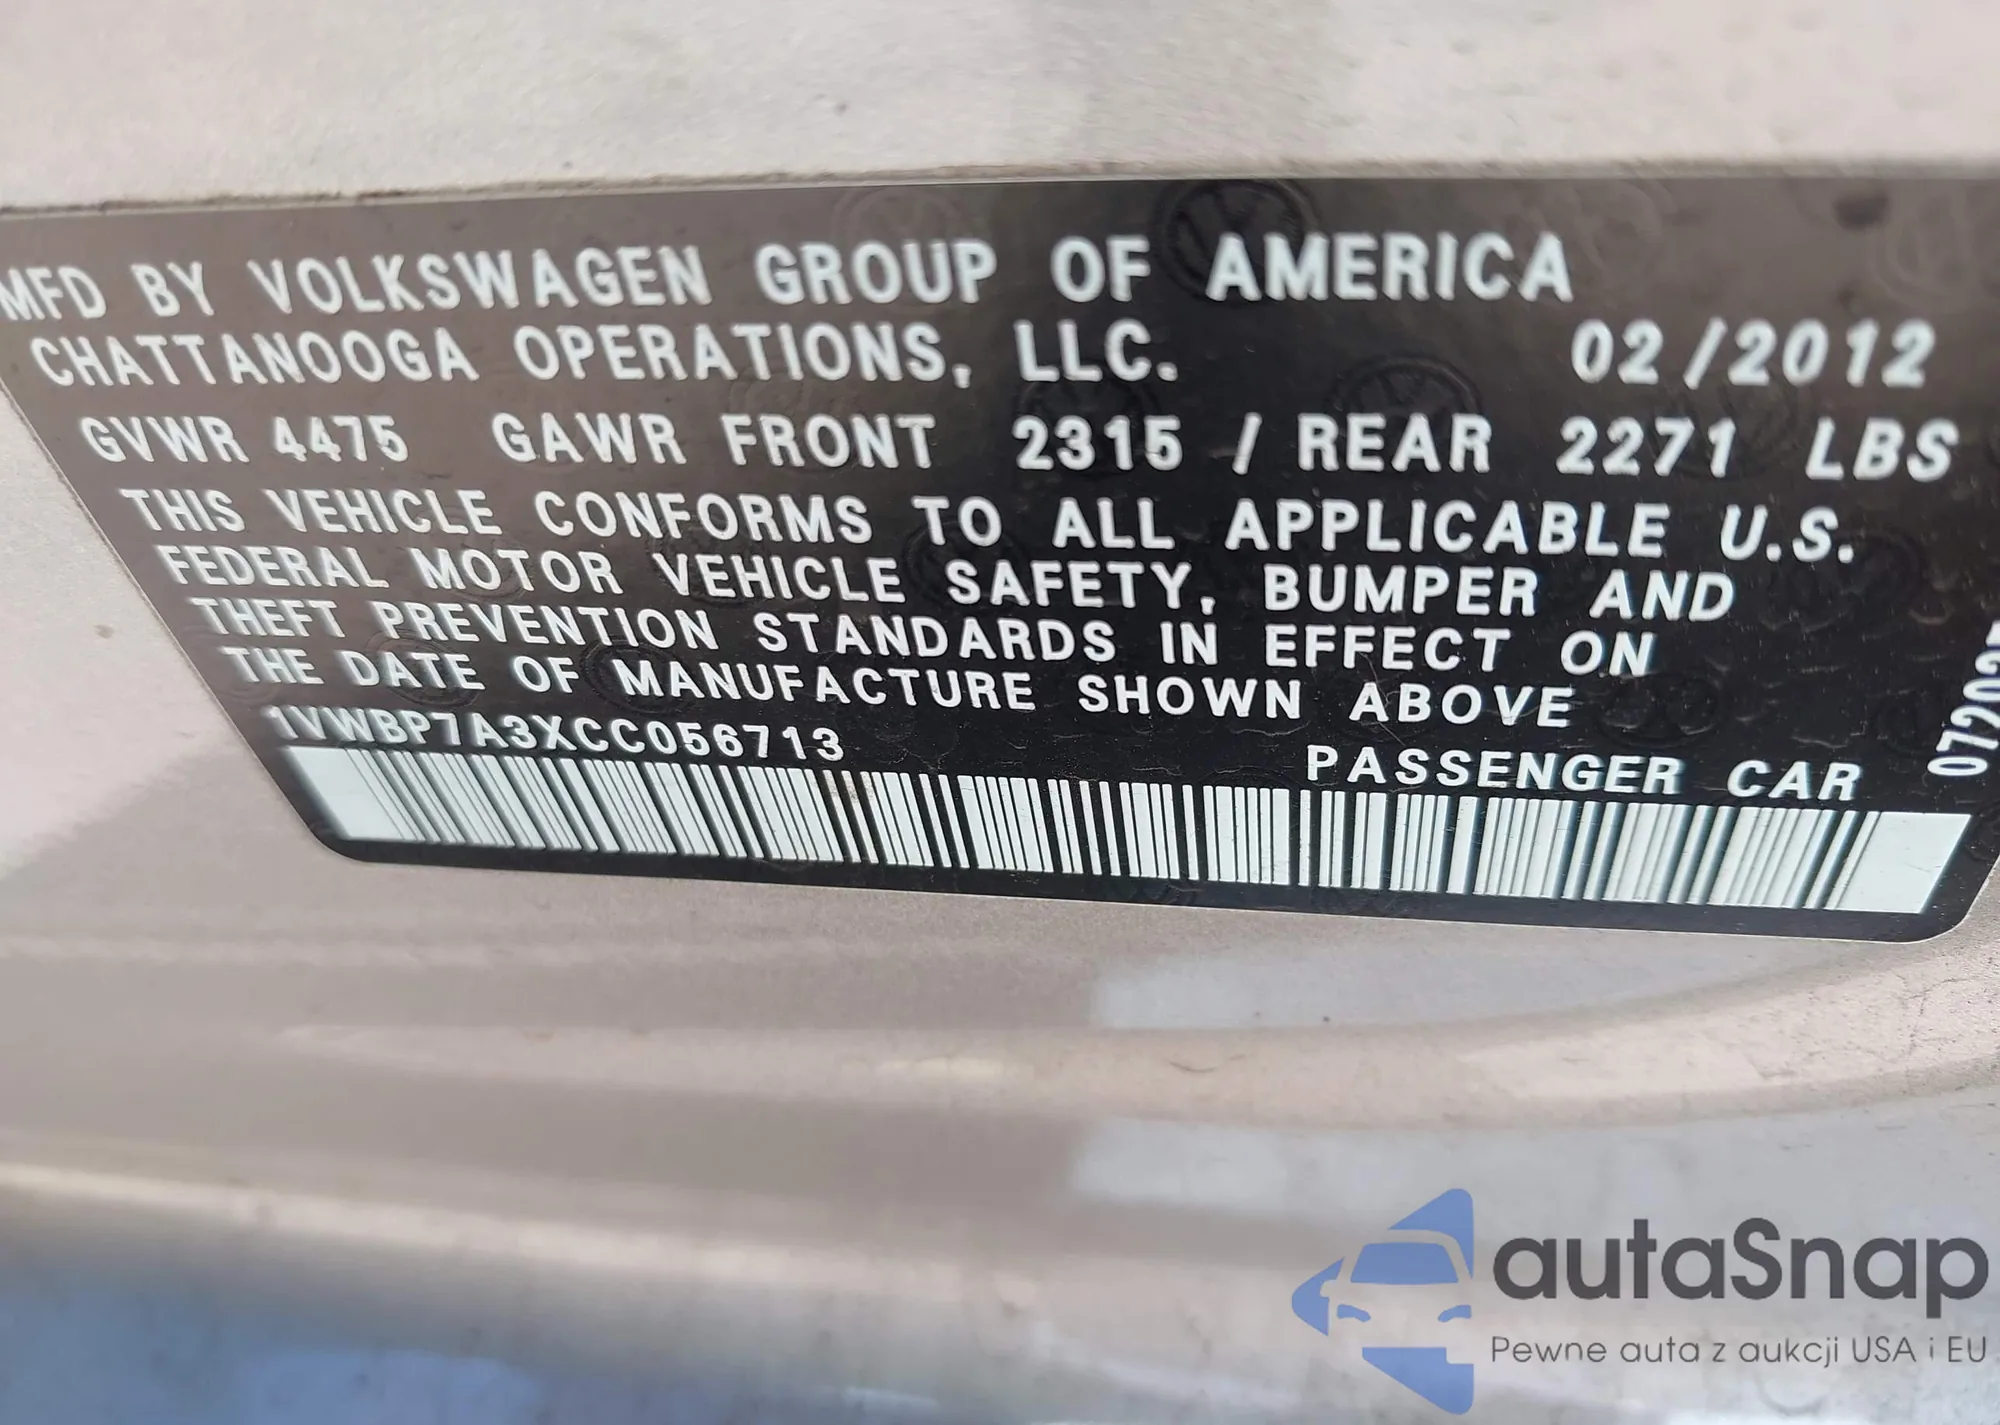 MFD BY VOLKSWAGEN GROUP OF AMERICA
CHATTANOOGA OPERATIONS, LLC. 02/2012
GVWR 4475 GAWR FRONT 2315 / REAR 2271 LBS
THIS VEHICLE CONFORMS TO ALL APPLICABLE U.S.
FEDERAL MOTOR VEHICLE SAFETY, BUMPER AND
THEFT PREVENTION STANDARDS IN EFFECT ON
THE DATE OF MANUFACTURE SHOWN ABOVE
1VWBP7A3XCC056713
PASSENGER CAR
autaSnap
Pewne auta z aukcji USA i EU